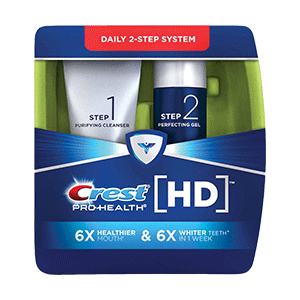 DAILY 2-STEP SYSTEM
STEP 1
PURIFYING CLEANSER
STEP 2
PERFECTING GEL
Crest
PRO-HEALTH
[HD]™
6X HEALTHIER MOUTH & 6X WHITER TEETH*
IN 1 WEEK